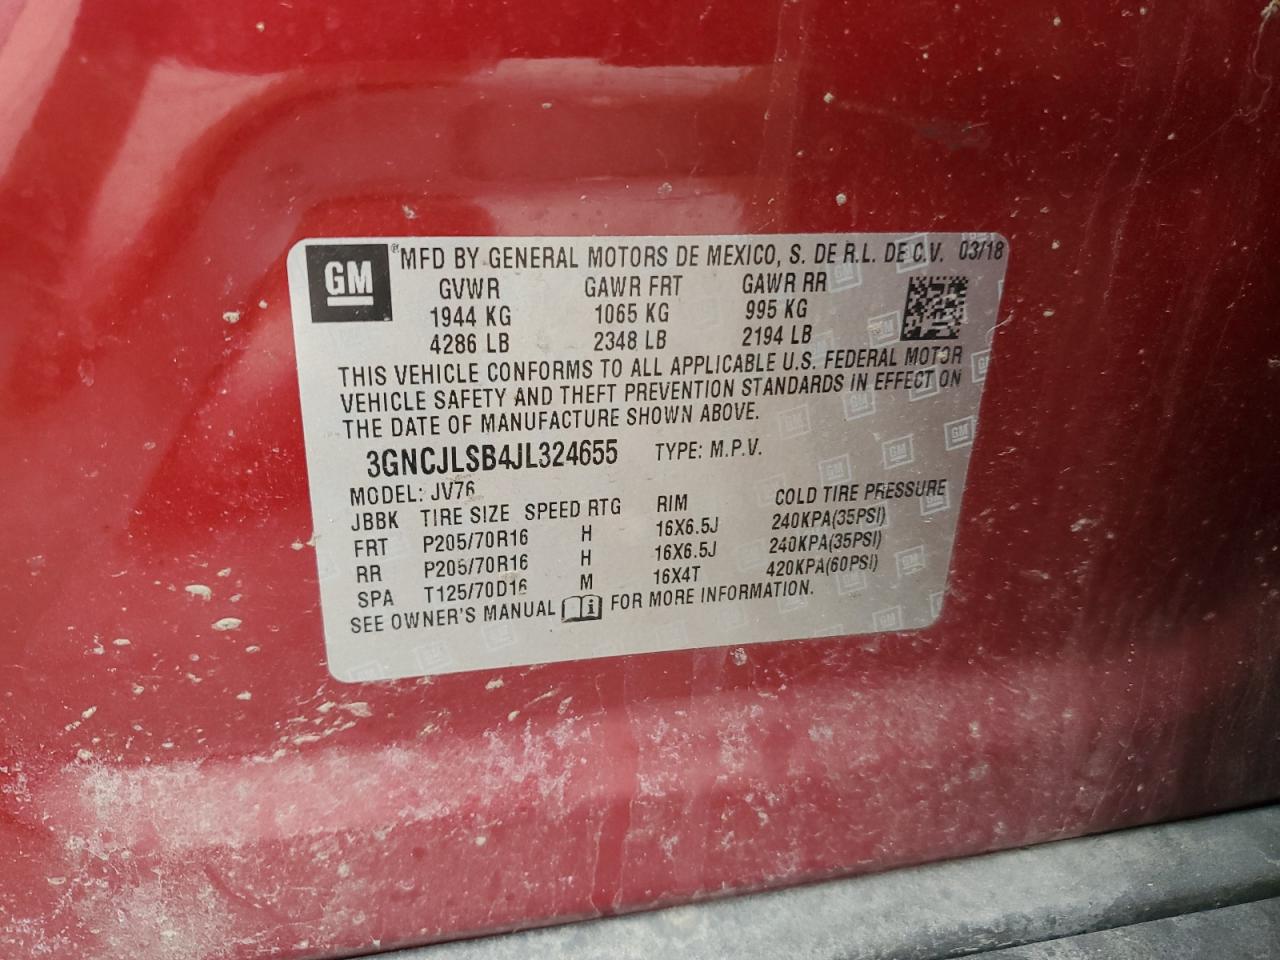 GM ® MFD BY GENERAL MOTORS DE MEXICO, S. DE R.L. DE C.V. 03/18
GVWR GAWR FRT GAWR RR
1944 KG 1065 KG 995 KG
4286 LB 2348 LB 2194 LB
THIS VEHICLE CONFORMS TO ALL APPLICABLE U.S. FEDERAL MOTOR
VEHICLE SAFETY AND THEFT PREVENTION STANDARDS IN EFFECT ON
THE DATE OF MANUFACTURE SHOWN ABOVE.
3GNCJLSB4JL324655 TYPE: M.P.V.
MODEL: JV76
JBBK TIRE SIZE SPEED RTG RIM COLD TIRE PRESSURE
FRT P205/70R16 H 16X6.5J 240KPA(35PSI)
RR P205/70R16 H 16X6.5J 240KPA(35PSI)
SPA T125/70D16 M 16X4T 420KPA(60PSI)
SEE OWNER'S MANUAL i FOR MORE INFORMATION.